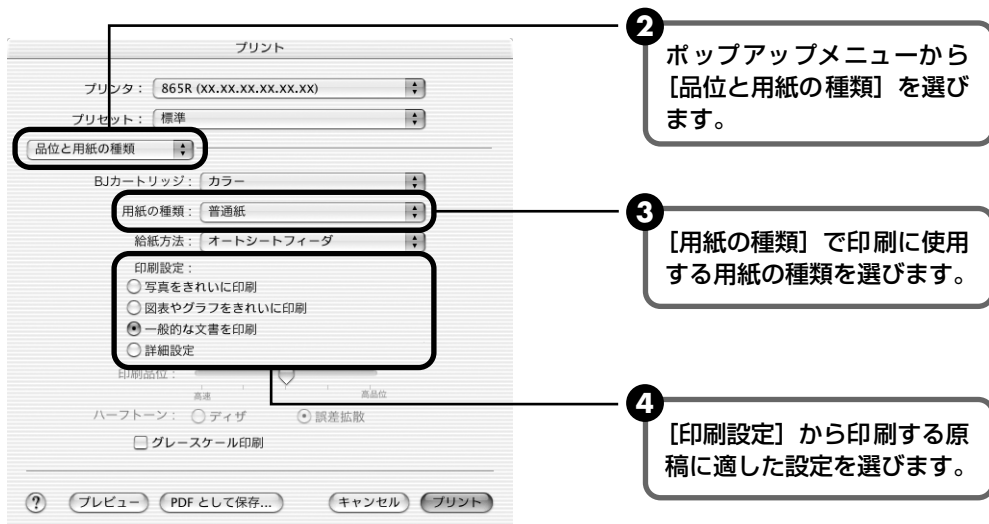 プリント
プリンタ： 865R (xx.xx.xx.xx.xx.xx)
プリセット： 標準
品位と用紙の種類
BJカートリッジ： カラー
用紙の種類： 普通紙
給紙方法： オートシートフィーダ
印刷設定：
写真をきれいに印刷
図表やグラフをきれいに印刷
一般的な文書を印刷
詳細設定
印刷品位：
高速 高品位
ハーフトーン： ディザ 誤差拡散
グレースケール印刷
? プレビュー PDF として保存... キャンセル プリント
2
ポップアップメニューから
［品位と用紙の種類］を選び
ます。
3
［用紙の種類］で印刷に使用
する用紙の種類を選びます。
4
［印刷設定］から印刷する原
稿に適した設定を選びます。